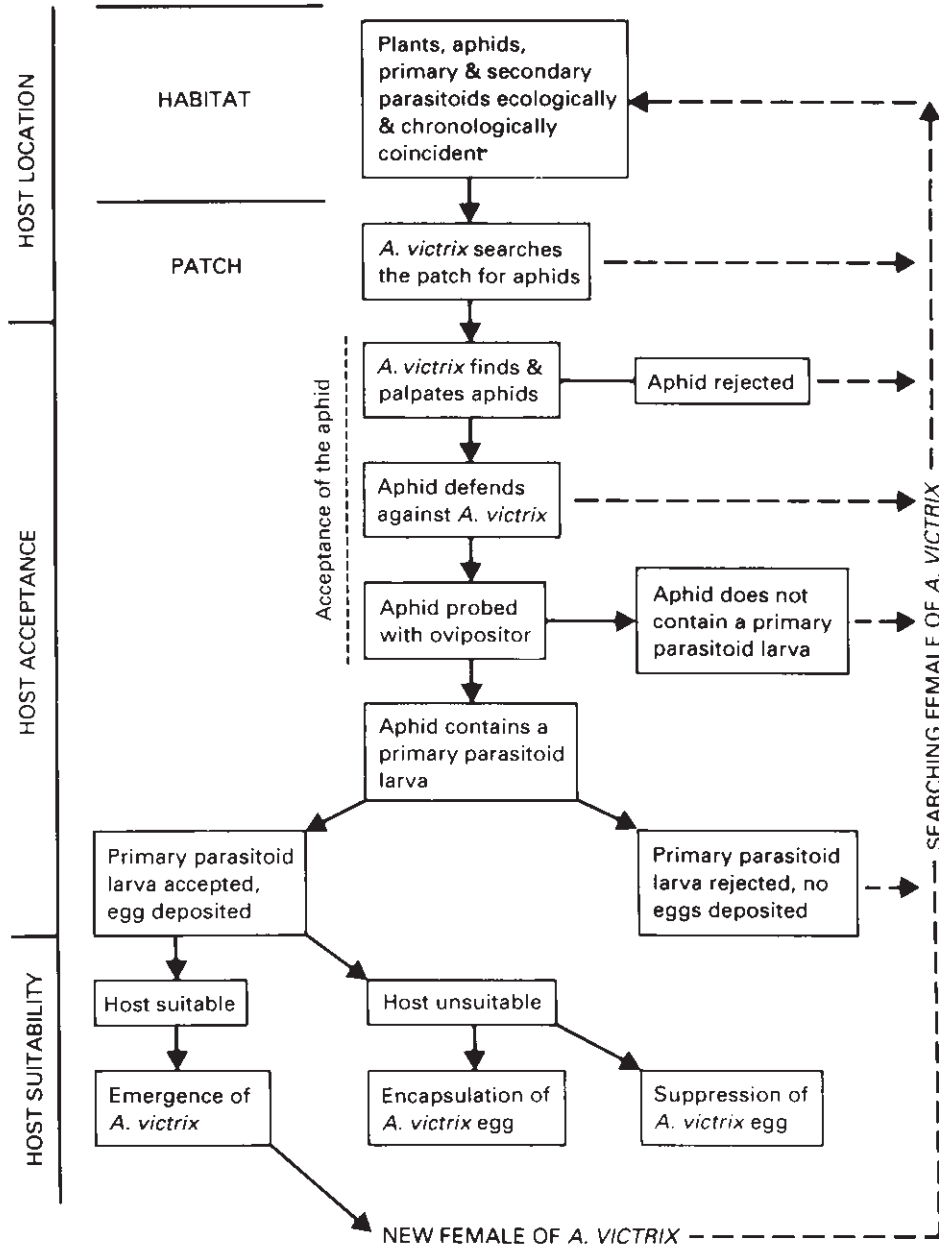 HOST LOCATION
HABITAT
Plants, aphids,
primary & secondary
parasitoids ecologically
& chronologically
coincident
PATCH
A. victrix searches
the patch for aphids
HOST ACCEPTANCE
Acceptance of the aphid
A. victrix finds &
palpates aphids
Aphid rejected
Aphid defends
against A. victrix
Aphid probed
with ovipositor
Aphid does not
contain a primary
parasitoid larva
Aphid contains a
primary parasitoid
larva
Primary parasitoid
larva accepted,
egg deposited
Primary parasitoid
larva rejected, no
eggs deposited
SEARCHING FEMALE OF A. VICTRIX
HOST SUITABILITY
Host suitable
Host unsuitable
Emergence of
A. victrix
Encapsulation of
A. victrix egg
Suppression of
A. victrix egg
NEW FEMALE OF A. VICTRIX